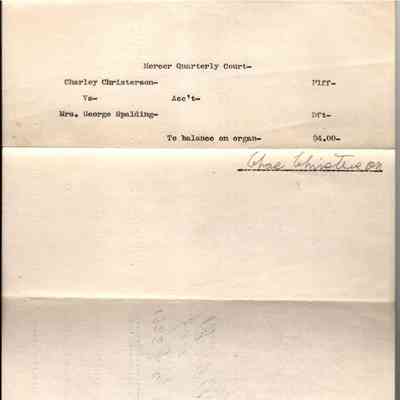 Mercer Quarterly Court-
Charley Christerson- Plff-
Vs- Acc't-
Mrs. George Spalding- Dft-
To balance on organ- 94.00-
Chas Christerson